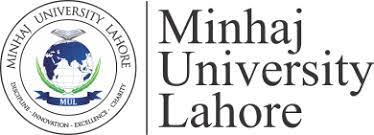 MINHAJ UNIVERSITY LAHORE
MUL
DISCIPLINE - INNOVATION - EXCELLENCE - CHARITY
Minhaj
University
Lahore